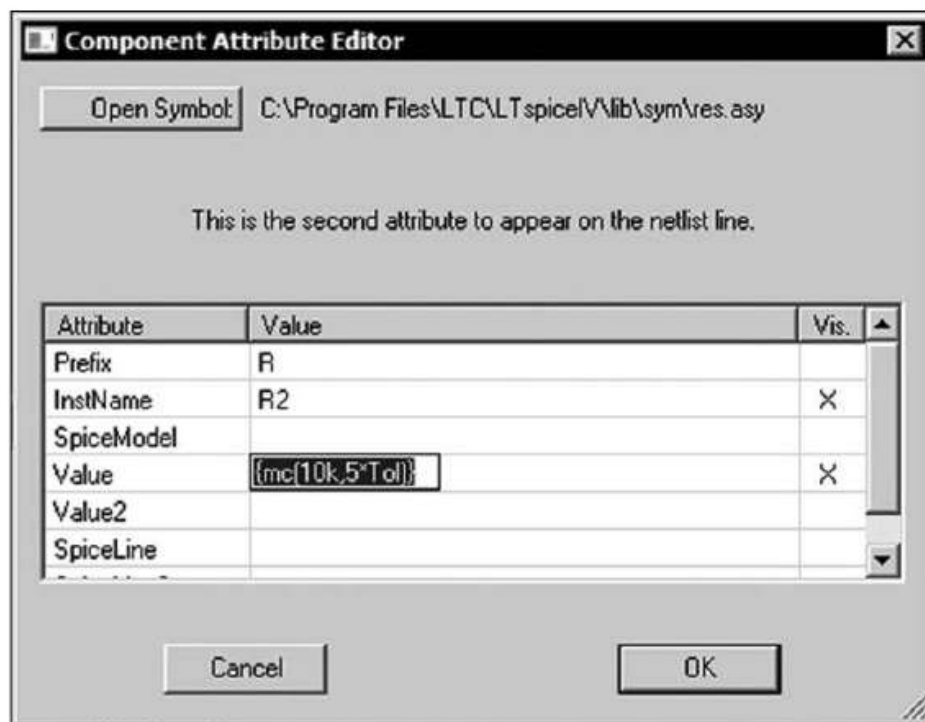 Component Attribute Editor
Open Symbol: C:\Program Files\LTC\LTspiceIV\lib\sym\res.asy
This is the second attribute to appear on the netlist line.
Attribute Value Vis.
Prefix R
InstName R2 X
SpiceModel
Value {mc(10k,5*Tol)} X
Value2
SpiceLine
Cancel OK